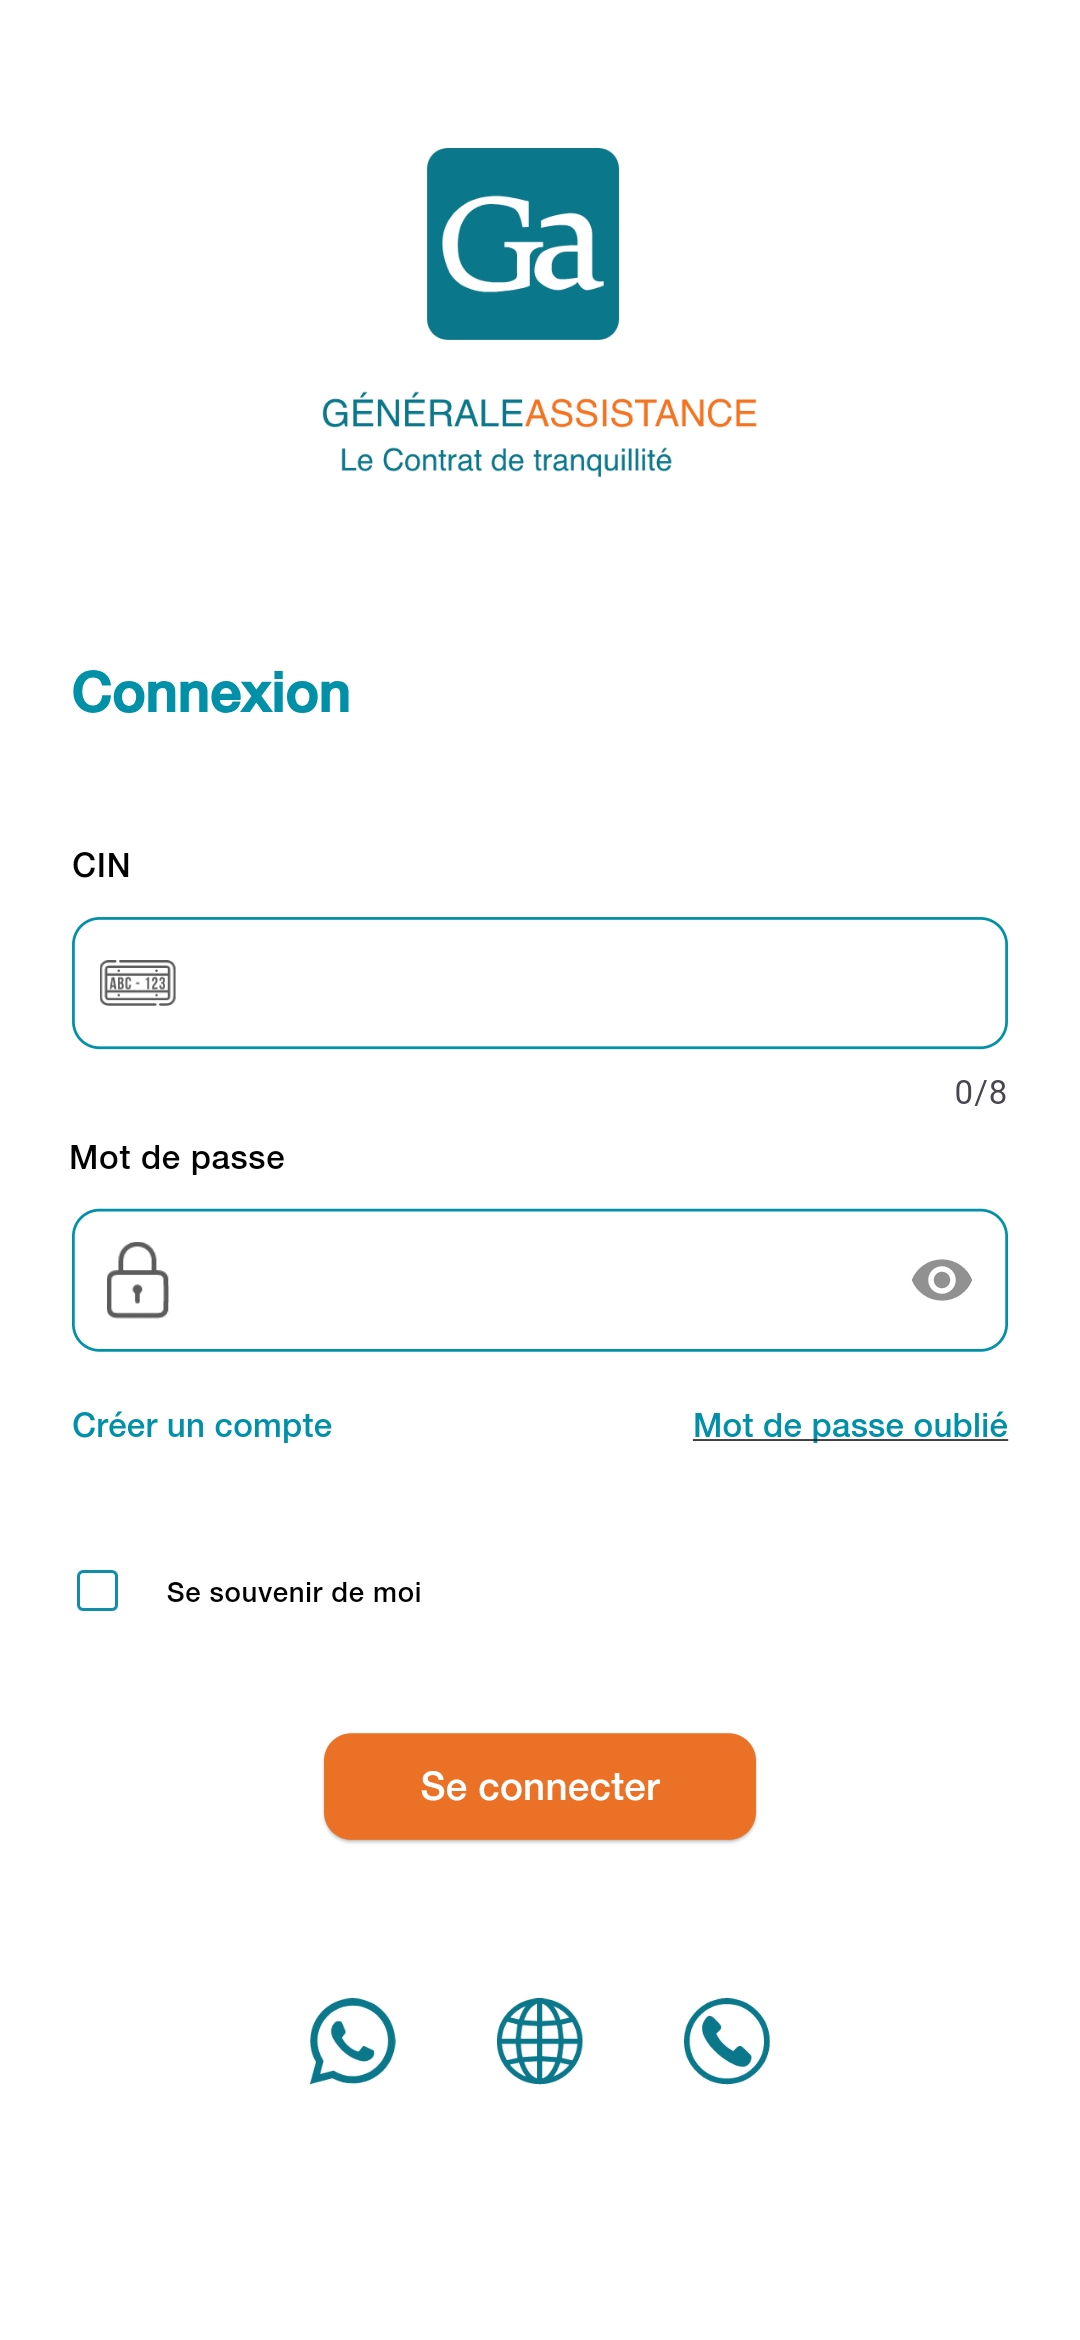 Ga
GÉNÉRALEASSISTANCE
Le Contrat de tranquillité
Connexion
CIN
ABC - 123
0/8
Mot de passe
Créer un compte
Mot de passe oublié
Se souvenir de moi
Se connecter